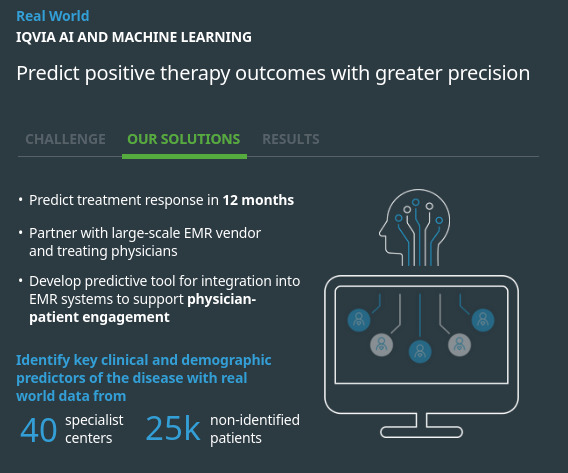 Real World
IQVIA AI AND MACHINE LEARNING
Predict positive therapy outcomes with greater precision
CHALLENGE OUR SOLUTIONS RESULTS
• Predict treatment response in 12 months
• Partner with large-scale EMR vendor
and treating physicians
• Develop predictive tool for integration into
EMR systems to support physician-
patient engagement
Identify key clinical and demographic
predictors of the disease with real
world data from
40 specialist
centers
25k non-identified
patients